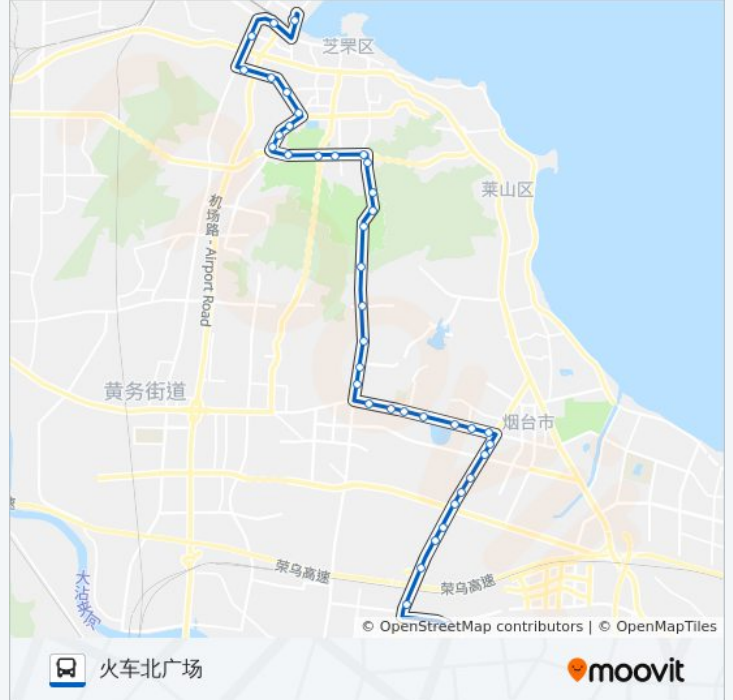 芝罘区
莱山区
机场路 - Airport Road
黄务街道
烟台市
速
荣乌高速
荣乌高速
大沽夹河
© OpenStreetMap contributors | © OpenMapTiles
火车北广场
moovit